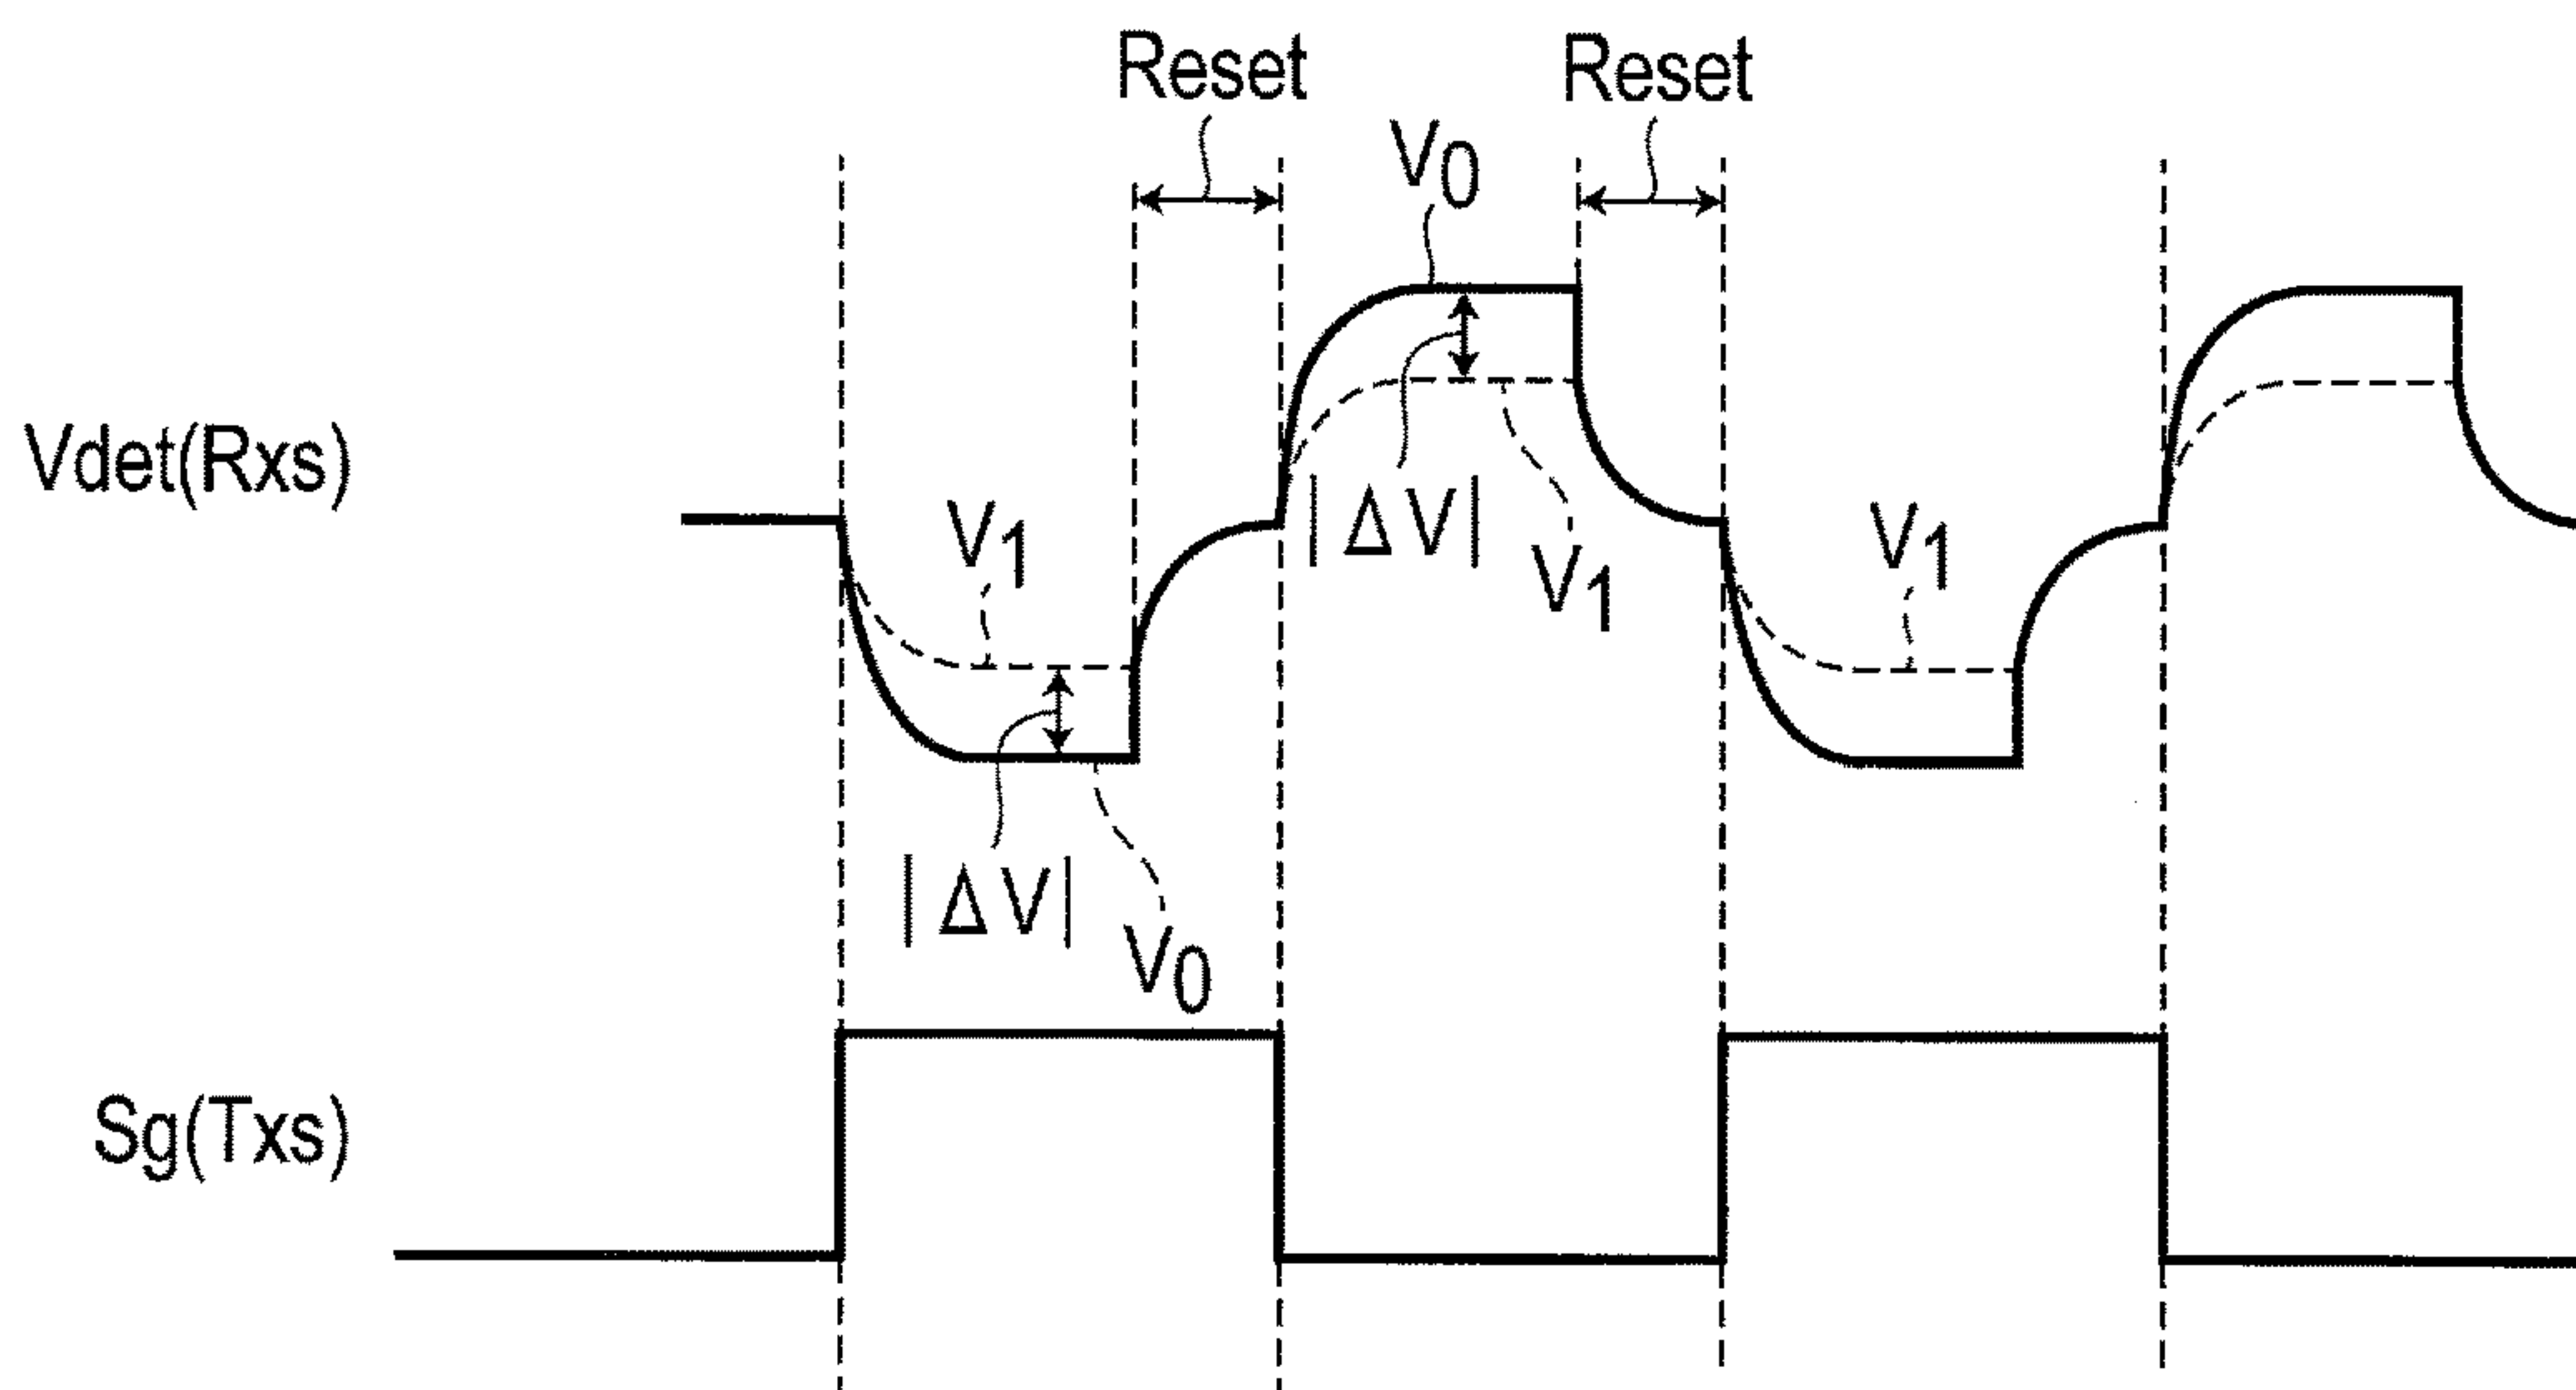 Reset
Reset
V0
Vdet(Rxs)
V1
|ΔV|
V1
V1
|ΔV|
V0
Sg(Txs)